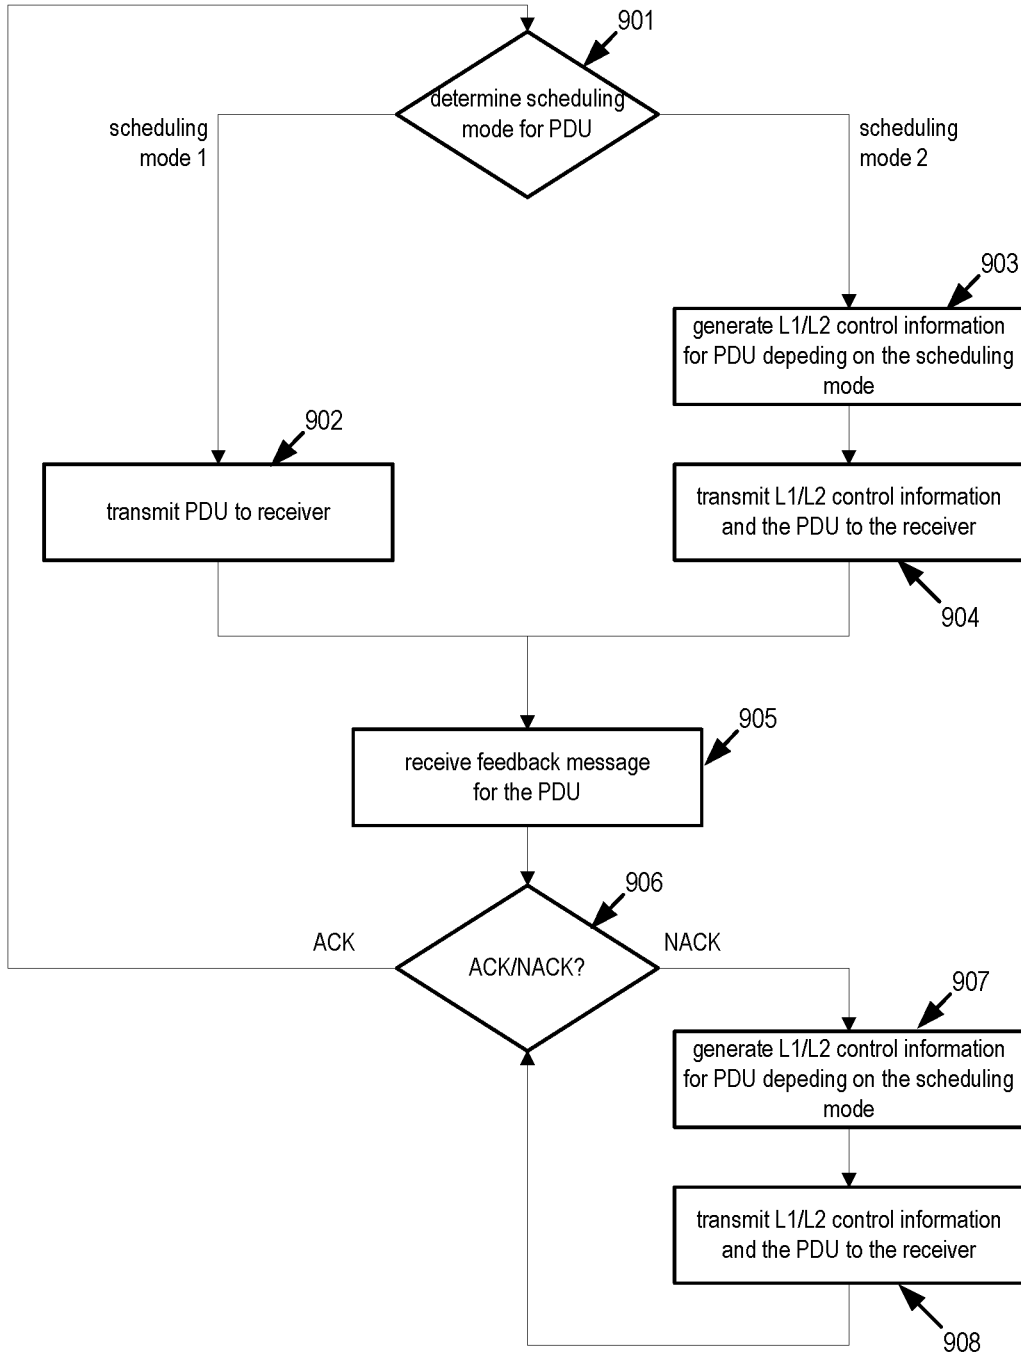 901
determine scheduling
mode for PDU
scheduling
mode 1
scheduling
mode 2
903
generate L1/L2 control information
for PDU depeding on the scheduling
mode
902
transmit PDU to receiver
transmit L1/L2 control information
and the PDU to the receiver
904
905
receive feedback message
for the PDU
906
ACK
ACK/NACK?
NACK
907
generate L1/L2 control information
for PDU depeding on the scheduling
mode
transmit L1/L2 control information
and the PDU to the receiver
908